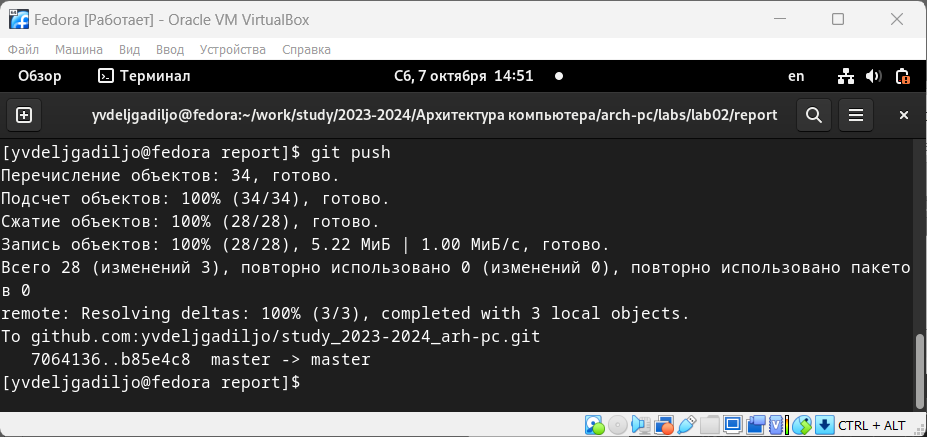 Fedora [Работает] - Oracle VM VirtualBox
Файл Машина Вид Ввод Устройства Справка
Обзор Терминал Сб, 7 октября 14:51 en
yvdeljgadiljo@fedora:~/work/study/2023-2024/Архитектура компьютера/arch-pc/labs/lab02/report
[yvdeljgadiljo@fedora report]$ git push
Перечисление объектов: 34, готово.
Подсчет объектов: 100% (34/34), готово.
Сжатие объектов: 100% (28/28), готово.
Запись объектов: 100% (28/28), 5.22 МиБ | 1.00 МиБ/с, готово.
Всего 28 (изменений 3), повторно использовано 0 (изменений 0), повторно использовано пакето
в 0
remote: Resolving deltas: 100% (3/3), completed with 3 local objects.
To github.com:yvdeljgadiljo/study_2023-2024_arh-pc.git
   7064136..b85e4c8  master -> master
[yvdeljgadiljo@fedora report]$
CTRL + ALT